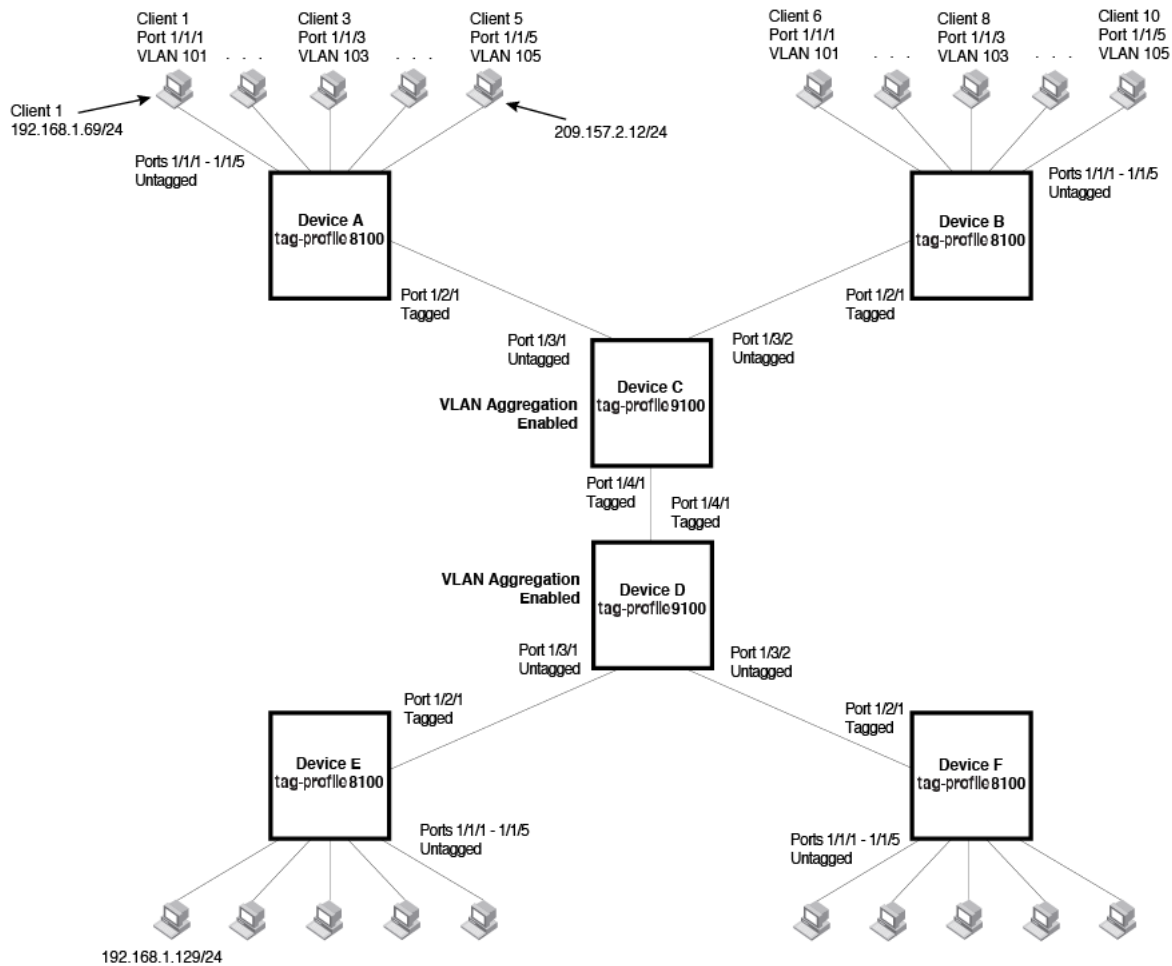 Client 1
Port 1/1/1
VLAN 101
. . .
Client 3
Port 1/1/3
VLAN 103
. . .
Client 5
Port 1/1/5
VLAN 105
Client 6
Port 1/1/1
VLAN 101
. . .
Client 8
Port 1/1/3
VLAN 103
. . .
Client 10
Port 1/1/5
VLAN 105
Client 1
192.168.1.69/24
209.157.2.12/24
Ports 1/1/1 - 1/1/5
Untagged
Ports 1/1/1 - 1/1/5
Untagged
Device A
tag-profile 8100
Device B
tag-profile 8100
Port 1/2/1
Tagged
Port 1/2/1
Tagged
Port 1/3/1
Untagged
Port 1/3/2
Untagged
Device C
tag-profile 9100
VLAN Aggregation
Enabled
Port 1/4/1
Tagged
Port 1/4/1
Tagged
VLAN Aggregation
Enabled
Device D
tag-profile 9100
Port 1/3/1
Untagged
Port 1/3/2
Untagged
Port 1/2/1
Tagged
Port 1/2/1
Tagged
Device E
tag-profile 8100
Device F
tag-profile 8100
Ports 1/1/1 - 1/1/5
Untagged
Ports 1/1/1 - 1/1/5
Untagged
192.168.1.129/24